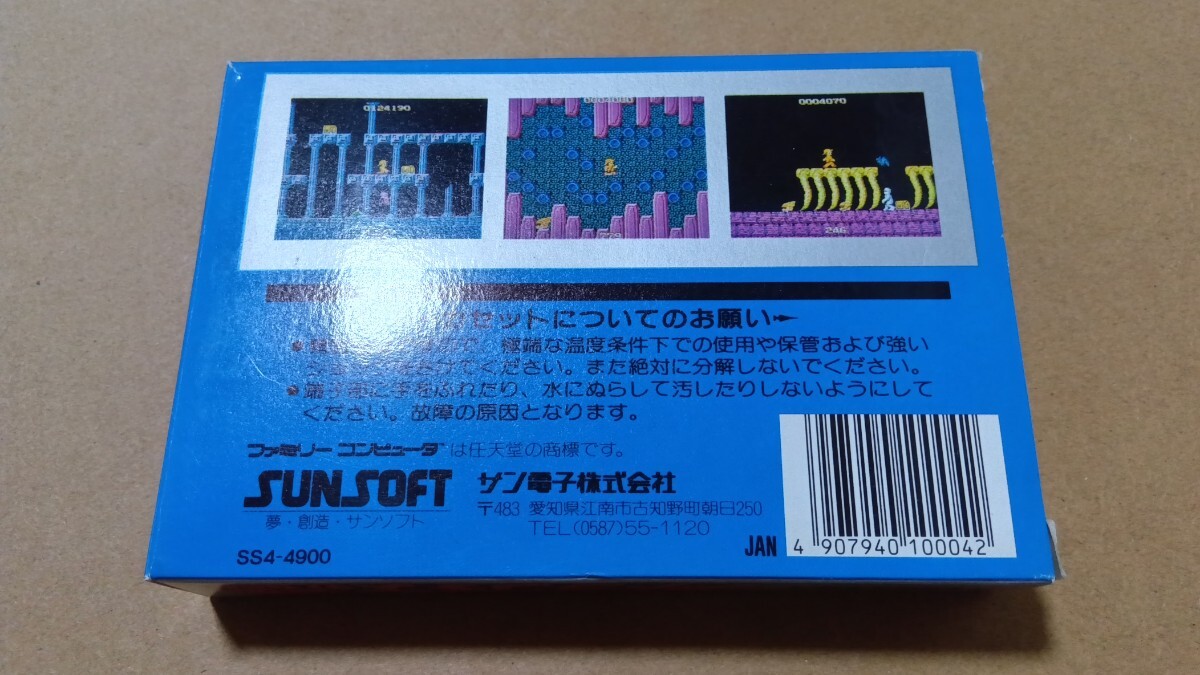 0124190
0004070
246
セットについてのお願い
極端な温度条件下での使用や保管および強い
ください。また絶対に分解しないでください。
手をふれたり、水にぬらして汚したりしないようにして
ください。故障の原因となります。
ファミリーコンピュータ™は任天堂の商標です。
SUNSOFT サン電子株式会社
夢・創造・サンソフト
〒483 愛知県江南市古知野町朝日250
TEL(0587)55-1120
SS4-4900
JAN 4 907940 100042